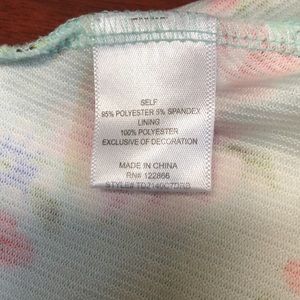 SELF
95% POLYESTER 5% SPANDEX
LINING
100% POLYESTER
EXCLUSIVE OF DECORATION
MADE IN CHINA
RN# 122866
STYLE#